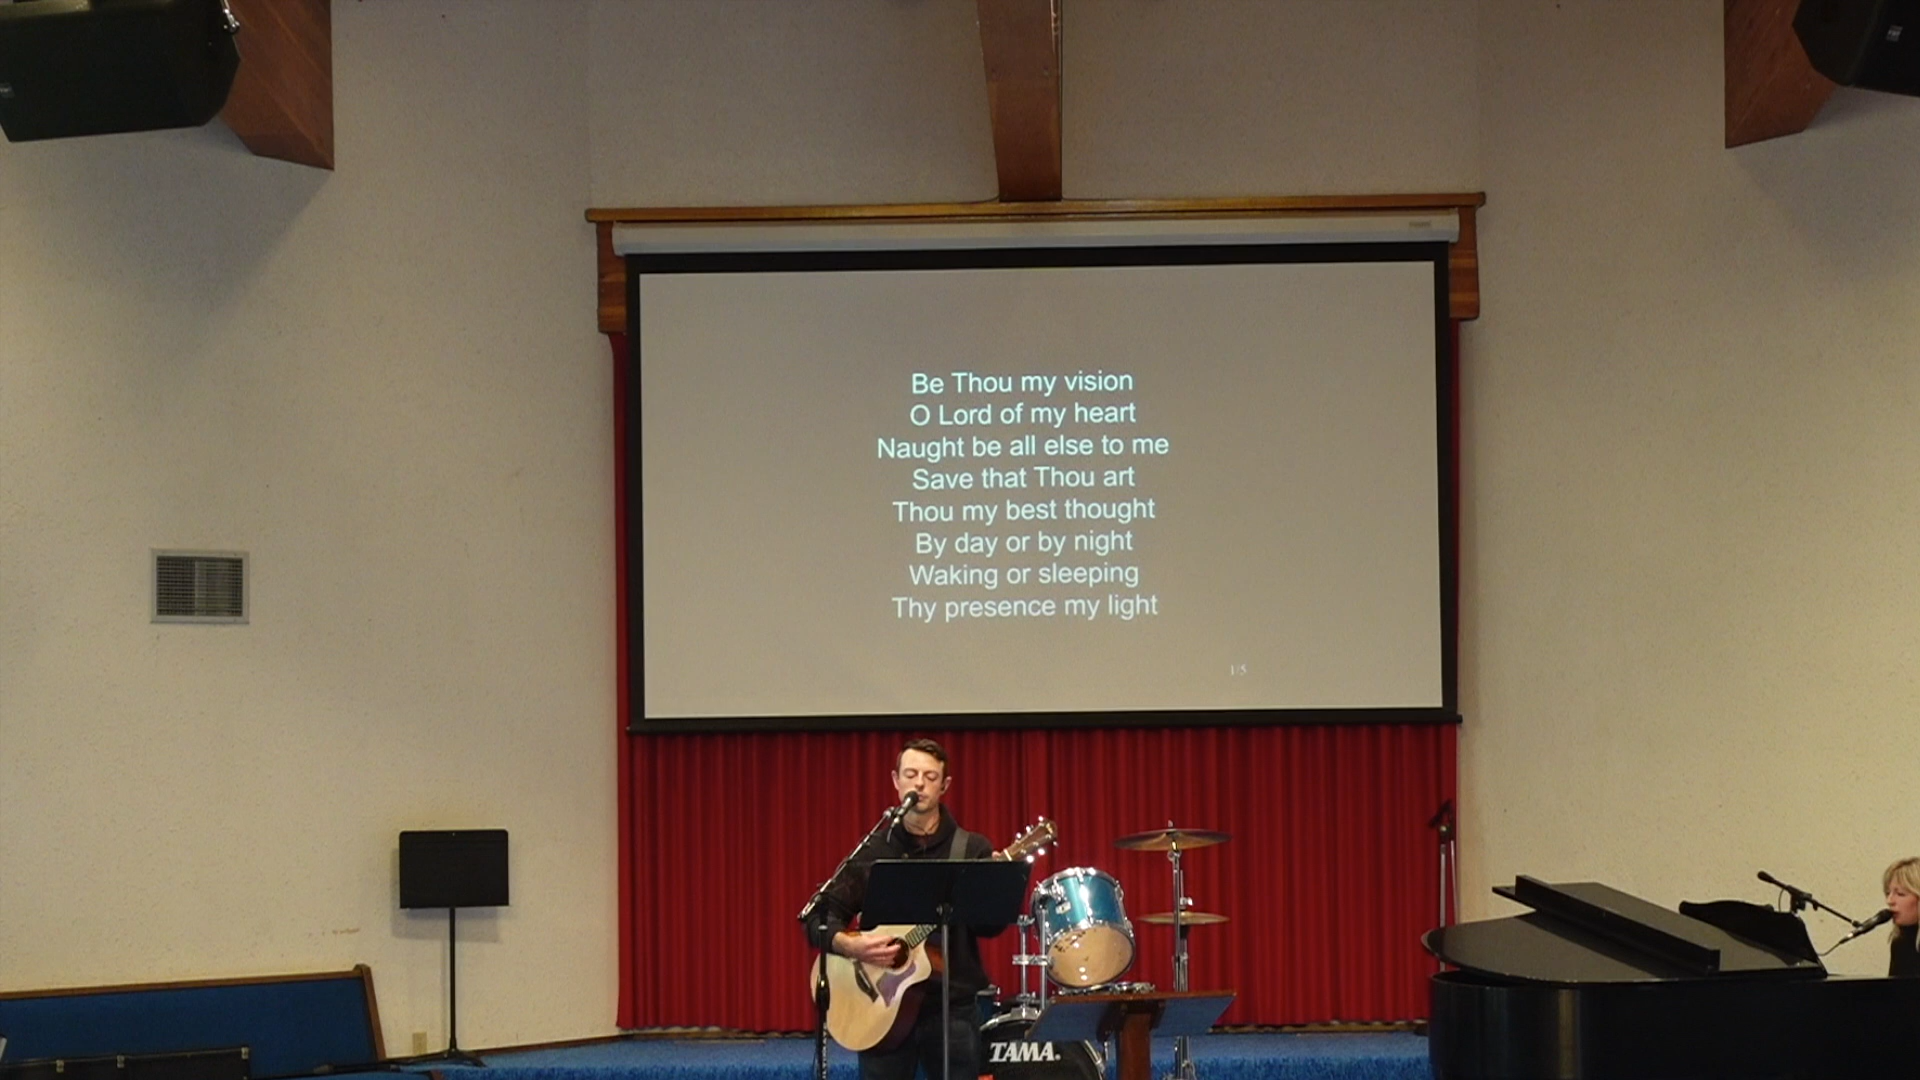 Be Thou my vision
O Lord of my heart
Naught be all else to me
Save that Thou art
Thou my best thought
By day or by night
Waking or sleeping
Thy presence my light
1/5
TAMA.